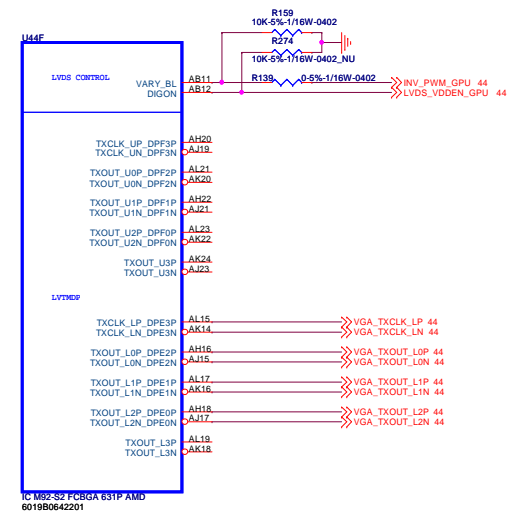 R159
10K-5%-1/16W-0402
U44F
R274
10K-5%-1/16W-0402_NU
LVDS CONTROL
VARY_BL AB11 R139 0-5%-1/16W-0402 INV_PWM_GPU 44
DIGON AB12 LVDS_VDDEN_GPU 44
TXCLK_UP_DPF3P AH20
TXCLK_UN_DPF3N AJ19
TXOUT_U0P_DPF2P AL21
TXOUT_U0N_DPF2N AK20
TXOUT_U1P_DPF1P AH22
TXOUT_U1N_DPF1N AJ21
TXOUT_U2P_DPF0P AL23
TXOUT_U2N_DPF0N AK22
TXOUT_U3P AK24
TXOUT_U3N AJ23
LVTMDP
TXCLK_LP_DPE3P AL15 VGA_TXCLK_LP 44
TXCLK_LN_DPE3N AK14 VGA_TXCLK_LN 44
TXOUT_L0P_DPE2P AH16 VGA_TXOUT_L0P 44
TXOUT_L0N_DPE2N AJ15 VGA_TXOUT_L0N 44
TXOUT_L1P_DPE1P AL17 VGA_TXOUT_L1P 44
TXOUT_L1N_DPE1N AK16 VGA_TXOUT_L1N 44
TXOUT_L2P_DPE0P AH18 VGA_TXOUT_L2P 44
TXOUT_L2N_DPE0N AJ17 VGA_TXOUT_L2N 44
TXOUT_L3P AL19
TXOUT_L3N AK18
IC M92-S2 FCBGA 631P AMD
6019B0642201